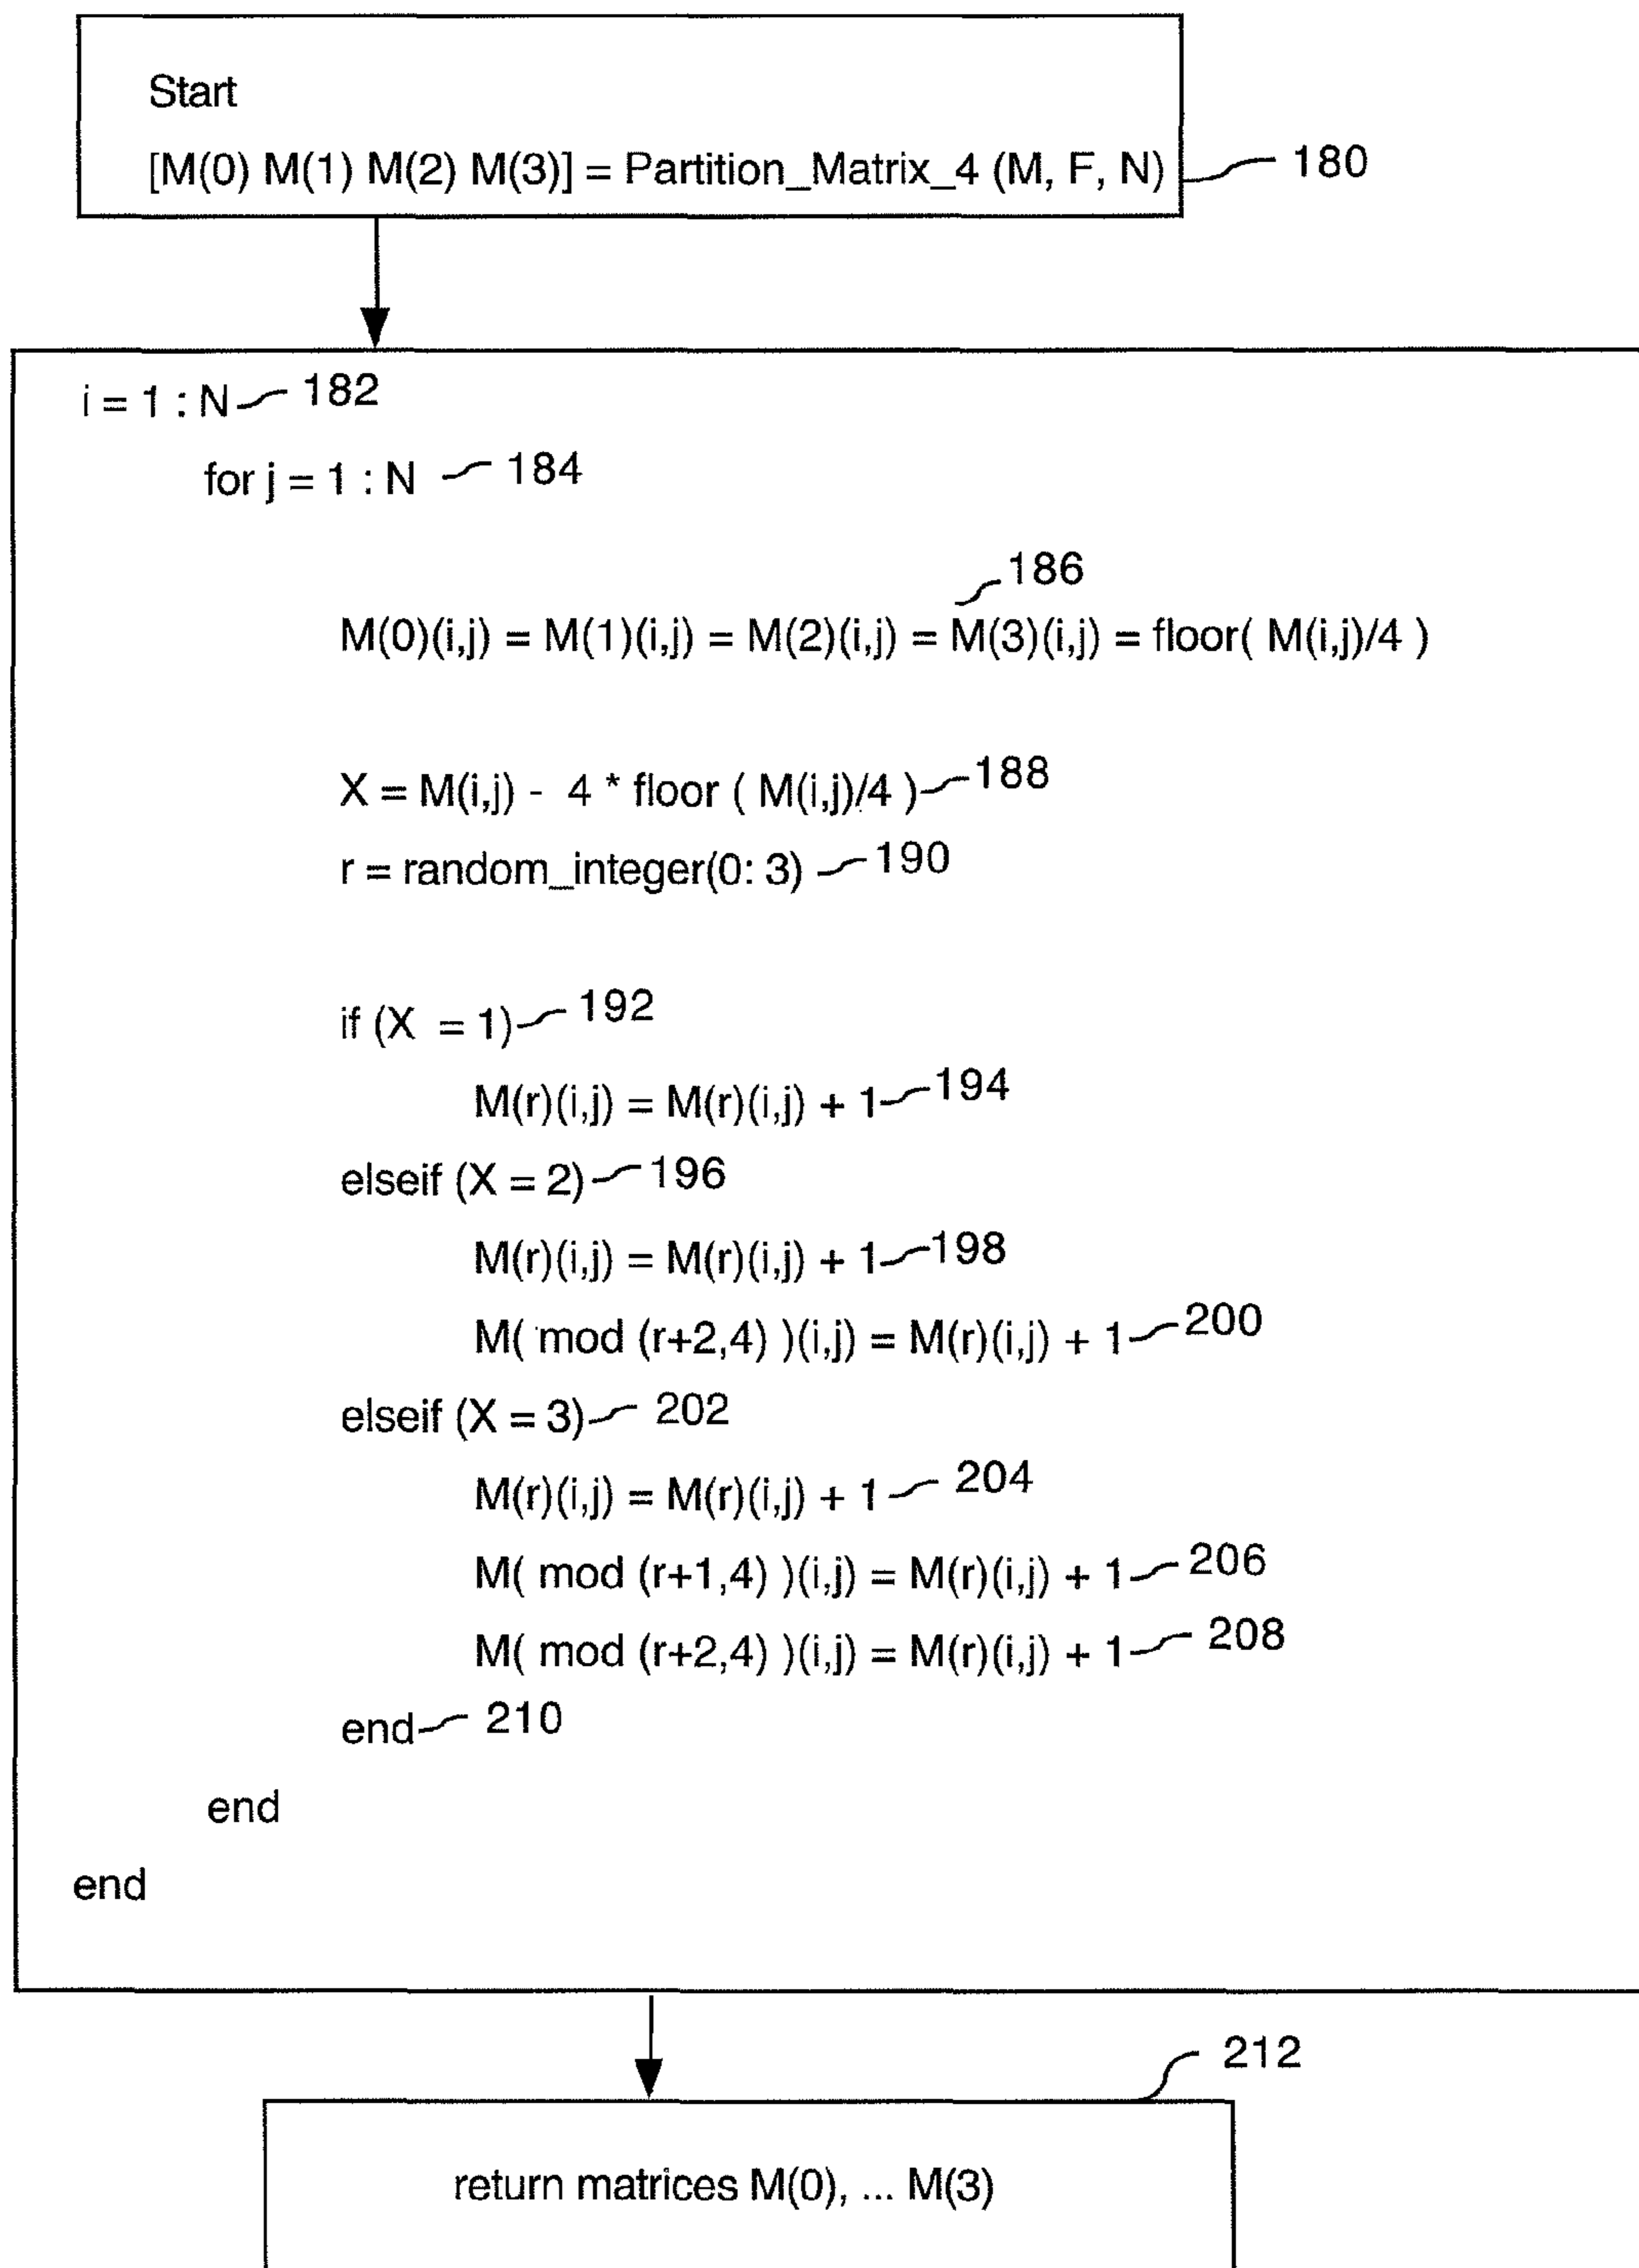 Start
[M(0) M(1) M(2) M(3)] = Partition_Matrix_4 (M, F, N) 180
i = 1 : N 182
for j = 1 : N 184
186
M(0)(i,j) = M(1)(i,j) = M(2)(i,j) = M(3)(i,j) = floor( M(i,j)/4 )
X = M(i,j) - 4 * floor ( M(i,j)/4 ) 188
r = random_integer(0: 3) 190
if (X = 1) 192
M(r)(i,j) = M(r)(i,j) + 1 194
elseif (X = 2) 196
M(r)(i,j) = M(r)(i,j) + 1 198
M( mod (r+2,4) )(i,j) = M(r)(i,j) + 1 200
elseif (X = 3) 202
M(r)(i,j) = M(r)(i,j) + 1 204
M( mod (r+1,4) )(i,j) = M(r)(i,j) + 1 206
M( mod (r+2,4) )(i,j) = M(r)(i,j) + 1 208
end 210
end
end
212
return matrices M(0), ... M(3)